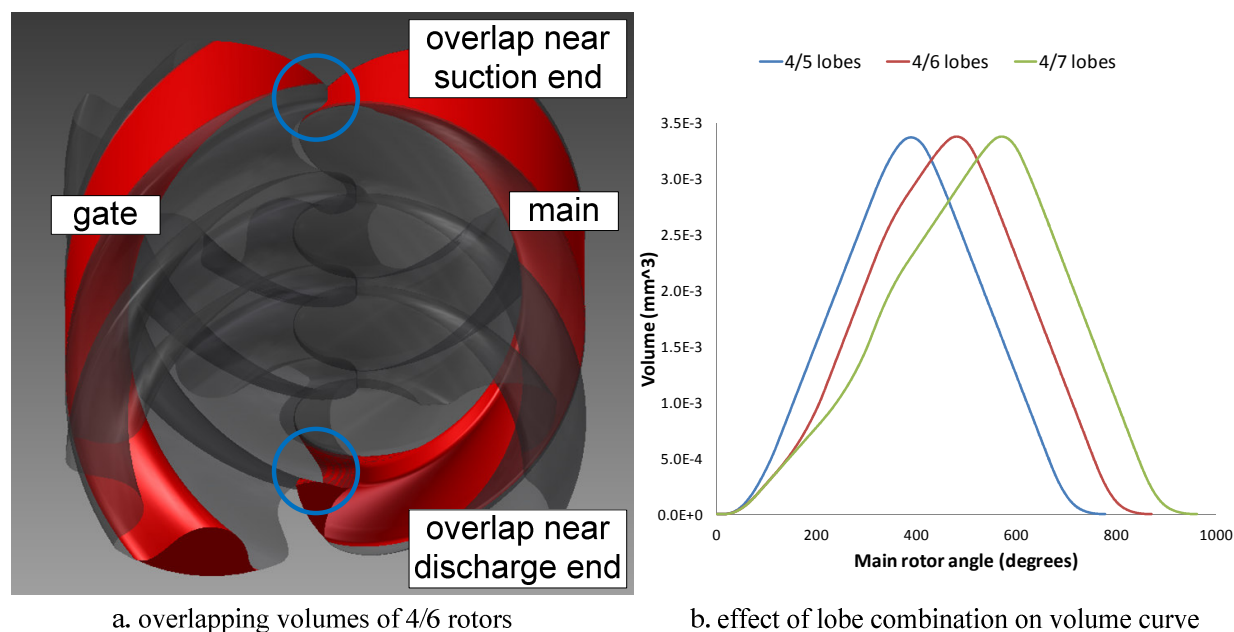 overlap near
suction end
gate
main
overlap near
discharge end
a. overlapping volumes of 4/6 rotors
4/5 lobes 4/6 lobes 4/7 lobes
Volume (mm^3)
3.5E-3
3.0E-3
2.5E-3
2.0E-3
1.5E-3
1.0E-3
5.0E-4
0.0E+0
0 200 400 600 800 1000
Main rotor angle (degrees)
b. effect of lobe combination on volume curve